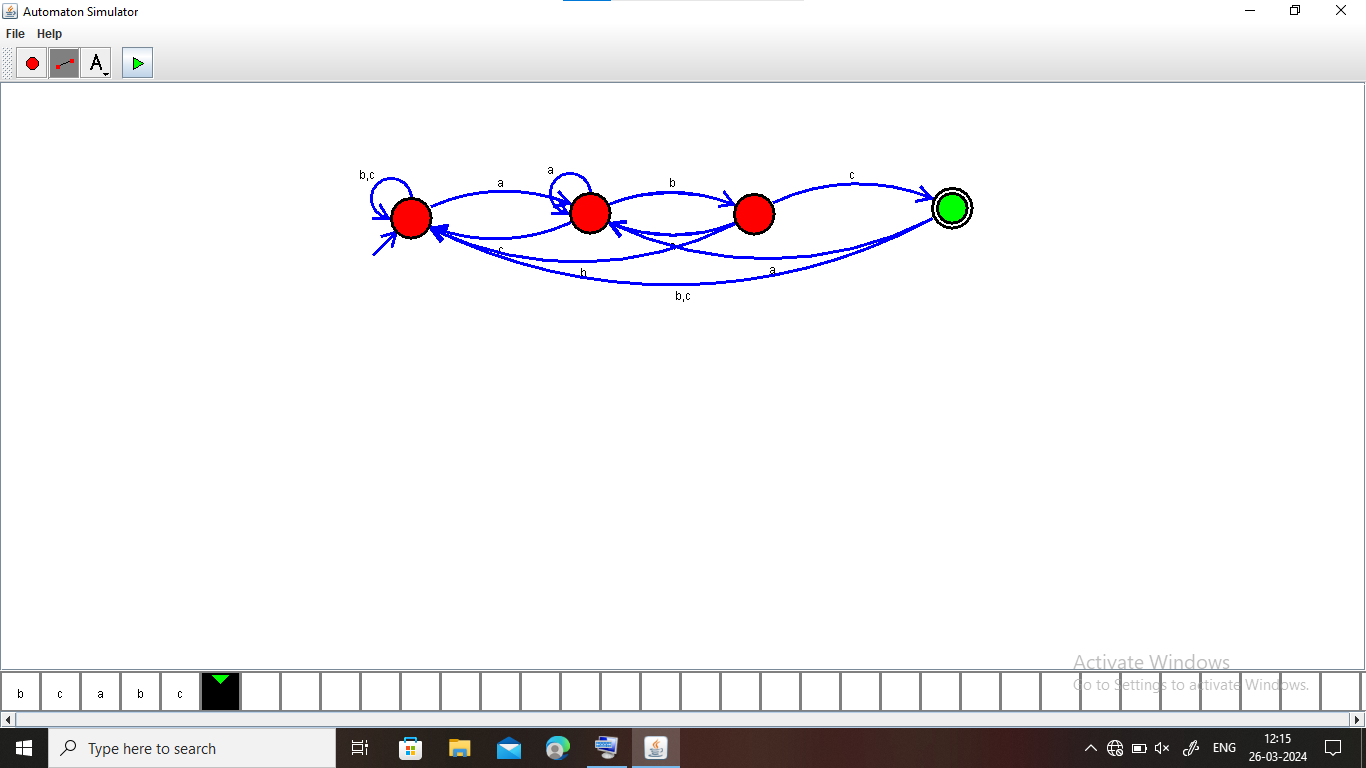 Automaton Simulator
File Help
A
b,c
a
a
b
c
c
b
a
b,c
Activate Windows
Go to Settings to activate Windows.
b c a b c
Type here to search
ENG
12:15
26-03-2024